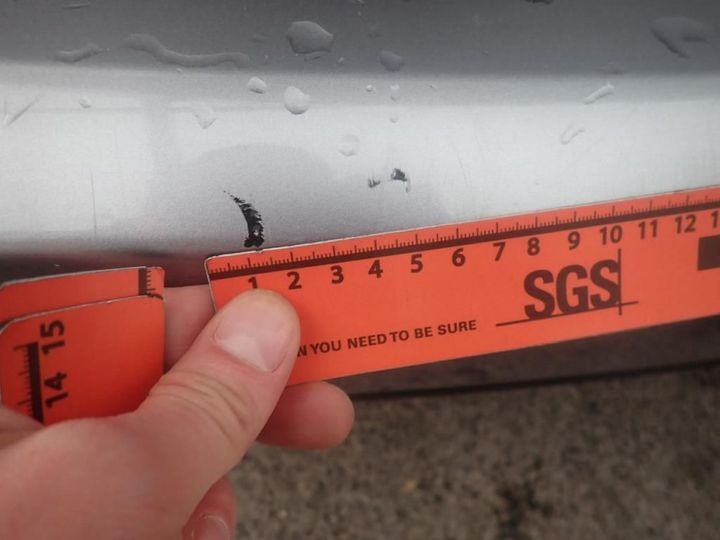 1 2 3 4 5 6 7 8 9 10 11 12
SGS
N YOU NEED TO BE SURE
14 15